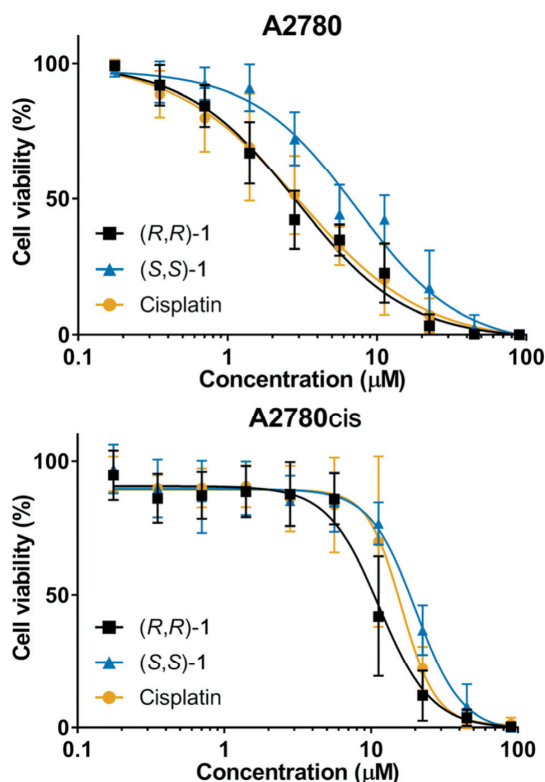 A2780
Cell viability (%)
100
50
0
(R,R)-1
(S,S)-1
Cisplatin
0.1
1
10
100
Concentration (μM)
A2780cis
Cell viability (%)
100
50
0
(R,R)-1
(S,S)-1
Cisplatin
0.1
1
10
100
Concentration (μM)